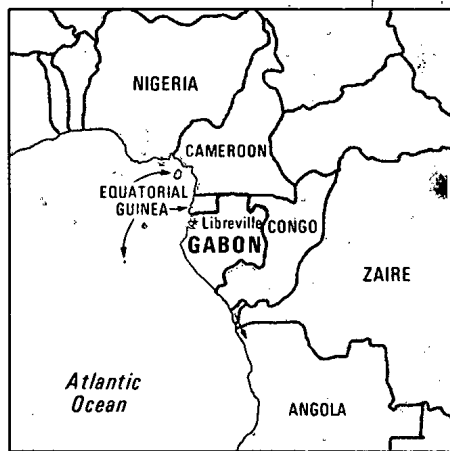 NIGERIA
CAMEROON
EQUATORIAL
GUINEA
Libreville
GABON
CONGO
ZAIRE
Atlantic
Ocean
ANGOLA